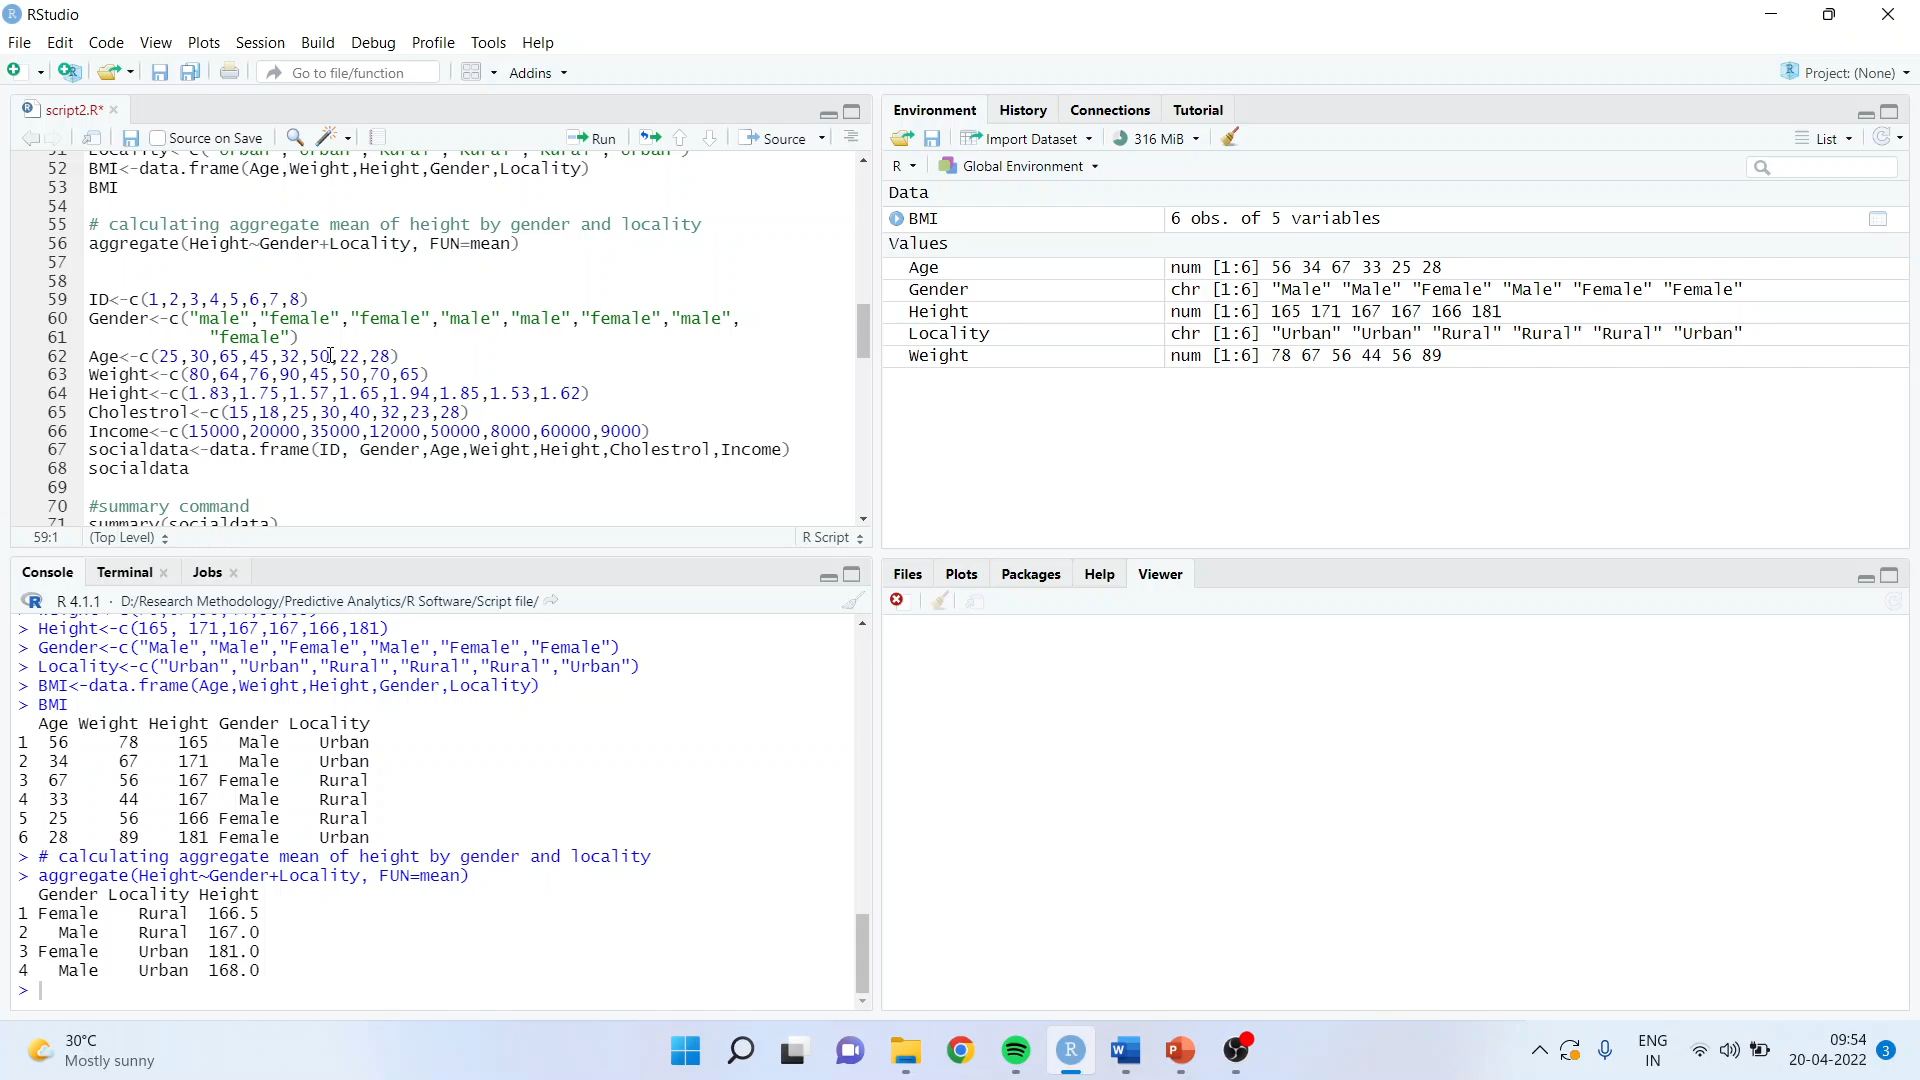 RStudio
File Edit Code View Plots Session Build Debug Profile Tools Help
Go to file/function Addins Project: (None)
script2.R*
Source on Save Run Source
51 Locality<-c("Urban","Urban","Rural","Rural","Rural","Urban")
52 BMI<-data.frame(Age,Weight,Height,Gender,Locality)
53 BMI
54
55 # calculating aggregate mean of height by gender and locality
56 aggregate(Height~Gender+Locality, FUN=mean)
57
58
59 ID<-c(1,2,3,4,5,6,7,8)
60 Gender<-c("male","female","female","male","male","female","male",
61 "female")
62 Age<-c(25,30,65,45,32,50,22,28)
63 Weight<-c(80,64,76,90,45,50,70,65)
64 Height<-c(1.83,1.75,1.57,1.65,1.94,1.85,1.53,1.62)
65 Cholestrol<-c(15,18,25,30,40,32,23,28)
66 Income<-c(15000,20000,35000,12000,50000,8000,60000,9000)
67 socialdata<-data.frame(ID, Gender,Age,Weight,Height,Cholestrol,Income)
68 socialdata
69
70 #summary command
71 summary(socialdata)
59:1 (Top Level) R Script
Console Terminal Jobs
R 4.1.1 · D:/Research Methodology/Predictive Analytics/R Software/Script file/
> Height<-c(165, 171,167,167,166,181)
> Gender<-c("Male","Male","Female","Male","Female","Female")
> Locality<-c("Urban","Urban","Rural","Rural","Rural","Urban")
> BMI<-data.frame(Age,Weight,Height,Gender,Locality)
> BMI
Age Weight Height Gender Locality
1 56 78 165 Male Urban
2 34 67 171 Male Urban
3 67 56 167 Female Rural
4 33 44 167 Male Rural
5 25 56 166 Female Rural
6 28 89 181 Female Urban
> # calculating aggregate mean of height by gender and locality
> aggregate(Height~Gender+Locality, FUN=mean)
Gender Locality Height
1 Female Rural 166.5
2 Male Rural 167.0
3 Female Urban 181.0
4 Male Urban 168.0
>
Environment History Connections Tutorial
Import Dataset 316 MiB List
R Global Environment
Data
BMI 6 obs. of 5 variables
Values
Age num [1:6] 56 34 67 33 25 28
Gender chr [1:6] "Male" "Male" "Female" "Male" "Female" "Female"
Height num [1:6] 165 171 167 167 166 181
Locality chr [1:6] "Urban" "Urban" "Rural" "Rural" "Rural" "Urban"
Weight num [1:6] 78 67 56 44 56 89
Files Plots Packages Help Viewer
30°C
Mostly sunny
ENG
IN
09:54
20-04-2022
3